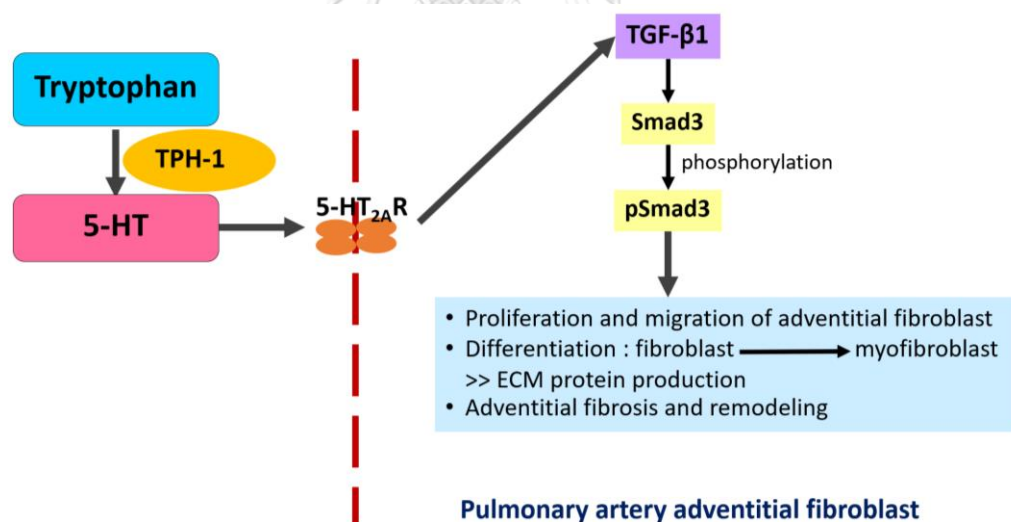 Tryptophan
TPH-1
5-HT
5-HT2AR
TGF-β1
Smad3
phosphorylation
pSmad3
• Proliferation and migration of adventitial fibroblast
• Differentiation : fibroblast → myofibroblast
>> ECM protein production
• Adventitial fibrosis and remodeling
Pulmonary artery adventitial fibroblast